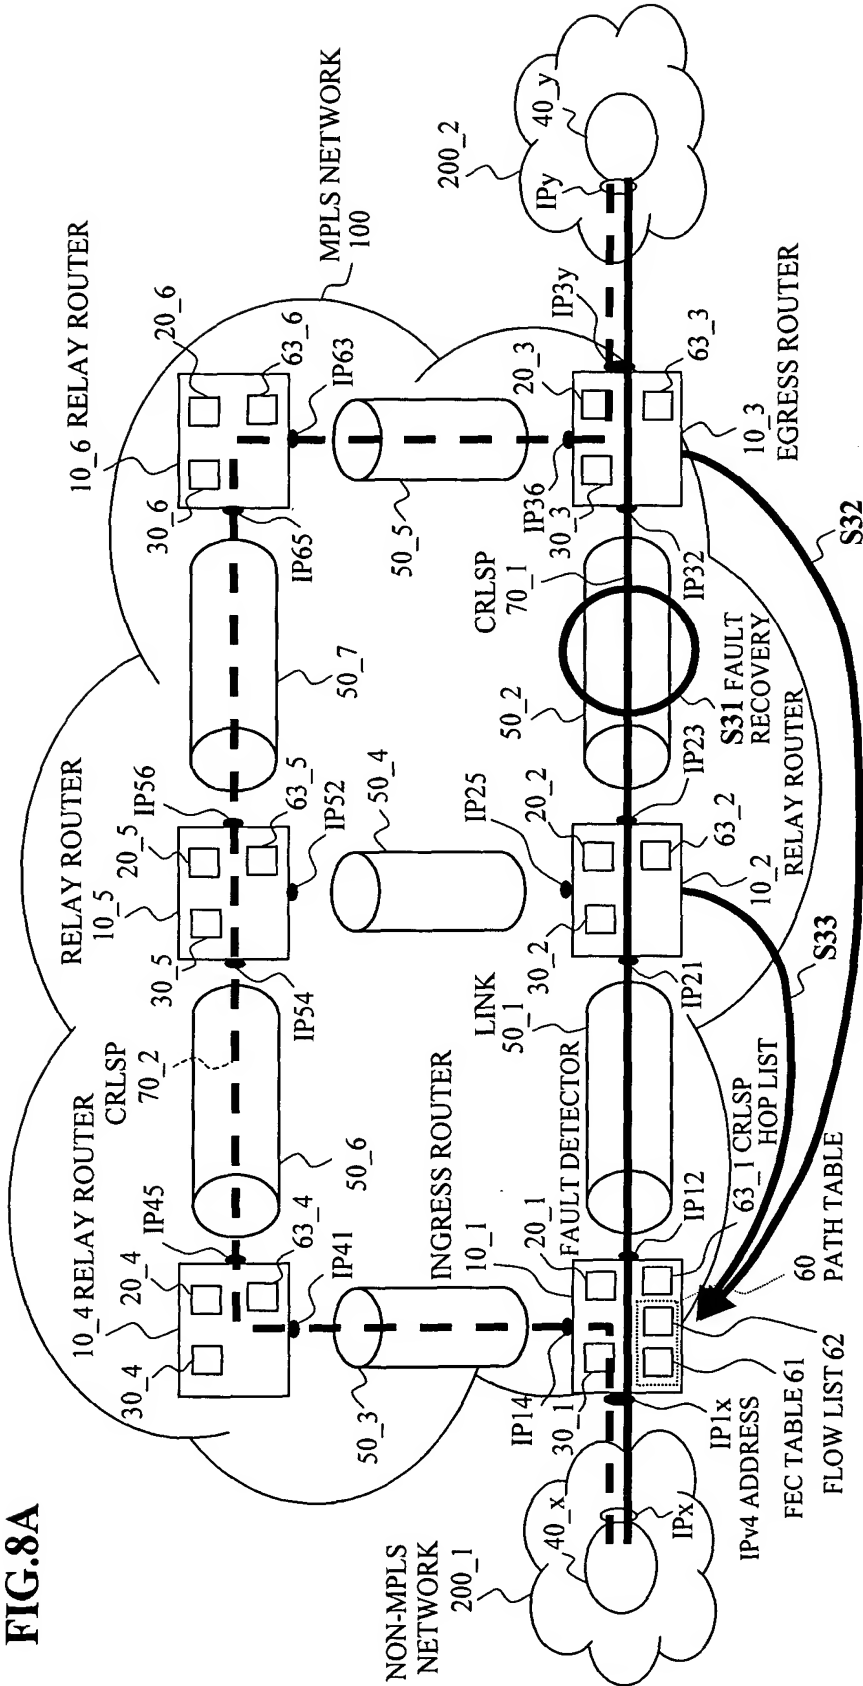 FIG.8A
NON-MPLS
NETWORK
200_1
40_x
IPx
IP1x
IPv4 ADDRESS
FEC TABLE 61
FLOW LIST 62
60
PATH TABLE
10_4 RELAY ROUTER
20_4
30_4
63_4
IP45
IP41
50_3
IP14
30_1
INGRESS ROUTER
10_1
20_1
FAULT DETECTOR
IP12
63_1 CRLSP
HOP LIST
CRLSP
70_2
50_6
LINK
50_1
RELAY ROUTER
10_5
20_5
30_5
63_5
IP54
IP56
IP52
50_4
IP25
20_2
30_2
IP21
IP23
63_2
10_2
RELAY ROUTER
S33
50_7
50_2
CRLSP
70_1
S31 FAULT
RECOVERY
IP32
10_6 RELAY ROUTER
20_6
30_6
63_6
IP65
IP63
50_5
IP36
30_3
20_3
IP3y
63_3
10_3
EGRESS ROUTER
S32
MPLS NETWORK
100
200_2
40_y
IPy